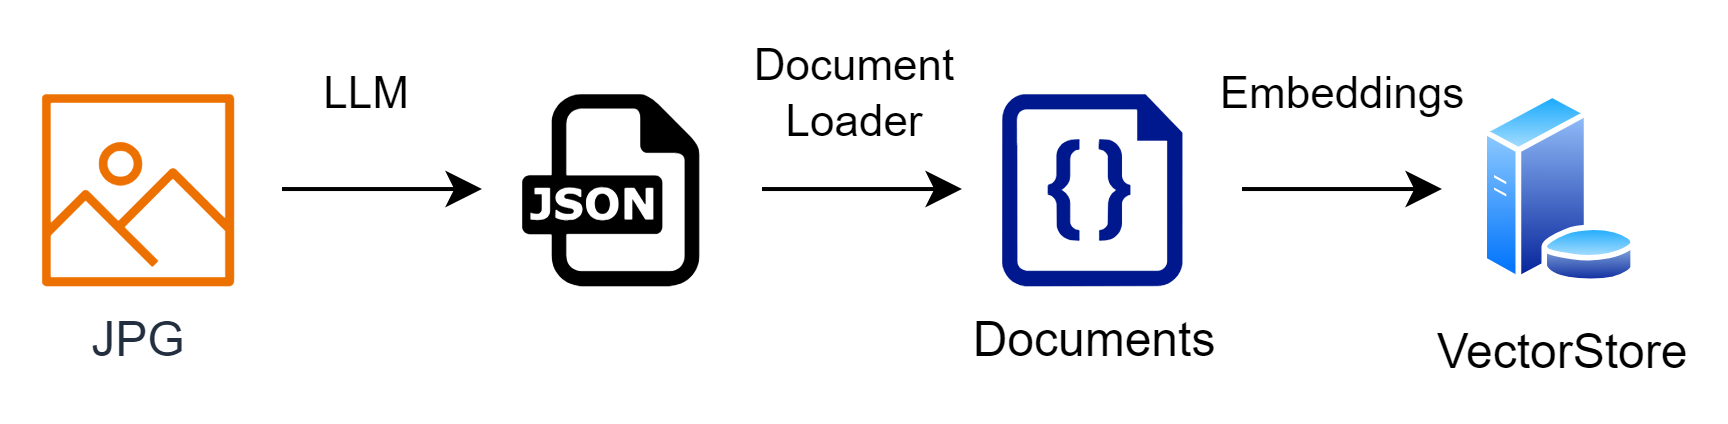 LLM
Document
Loader
Embeddings
JSON
{}
JPG
Documents
VectorStore